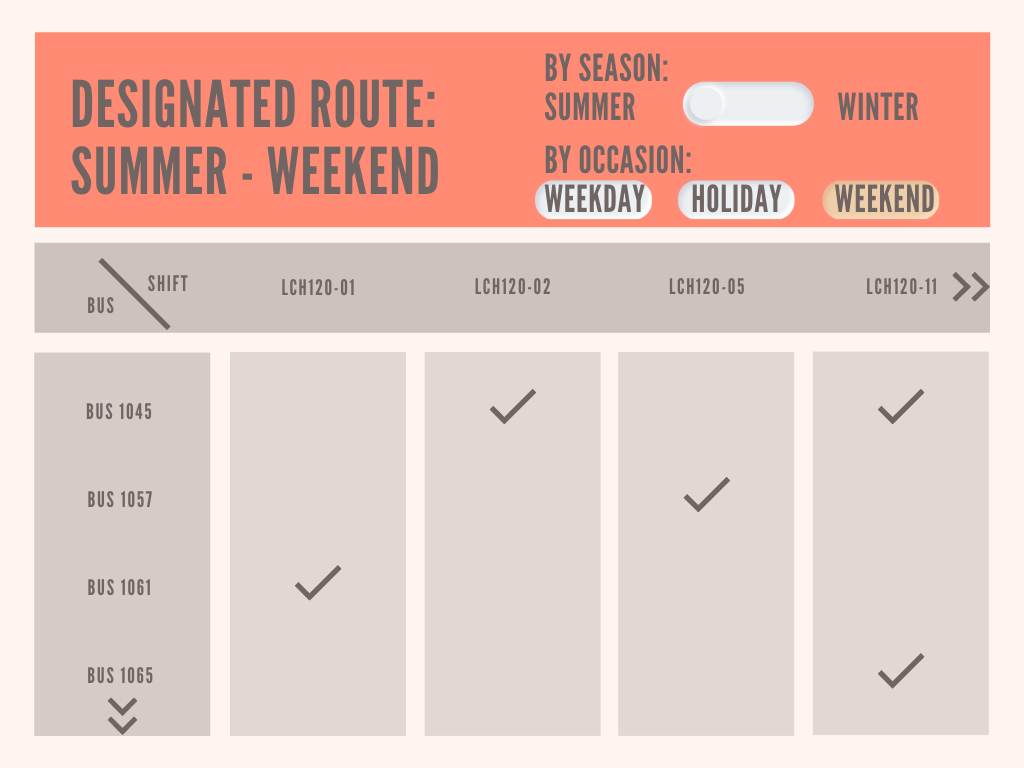 DESIGNATED ROUTE:
SUMMER - WEEKEND
BY SEASON:
SUMMER WINTER
BY OCCASION:
WEEKDAY HOLIDAY WEEKEND
SHIFT
BUS
LCH120-01 LCH120-02 LCH120-05 LCH120-11
BUS 1045
BUS 1057
BUS 1061
BUS 1065